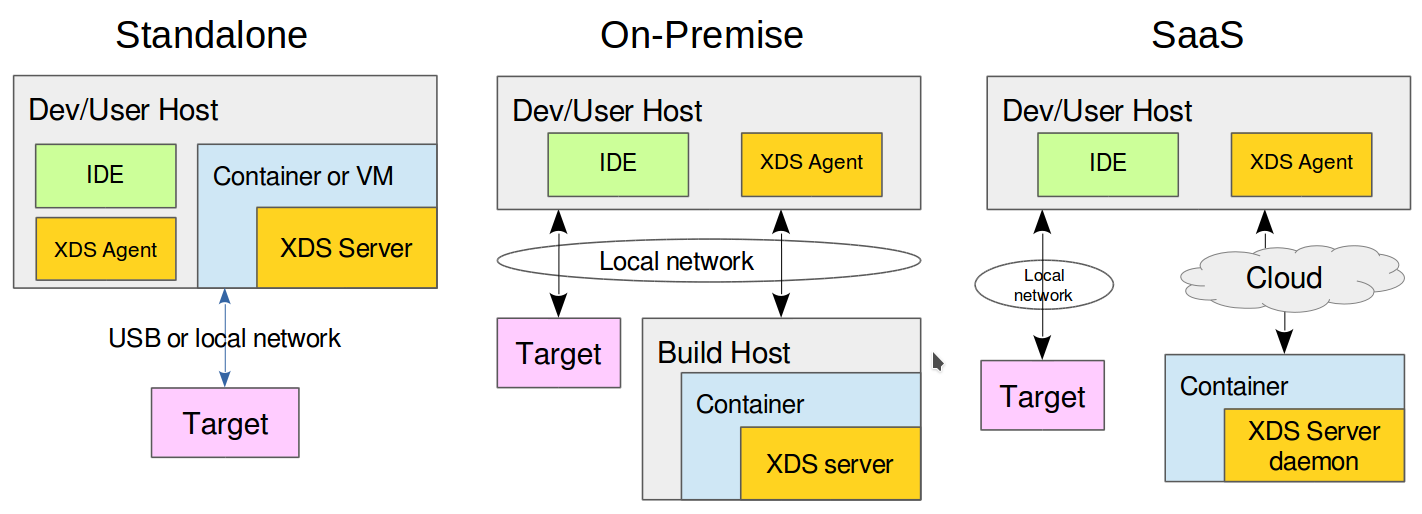 Standalone
Dev/User Host
IDE
XDS Agent
Container or VM
XDS Server
USB or local network
Target
On-Premise
Dev/User Host
IDE
XDS Agent
Local network
Target
Build Host
Container
XDS server
SaaS
Dev/User Host
IDE
XDS Agent
Local
network
Cloud
Target
Container
XDS Server
daemon